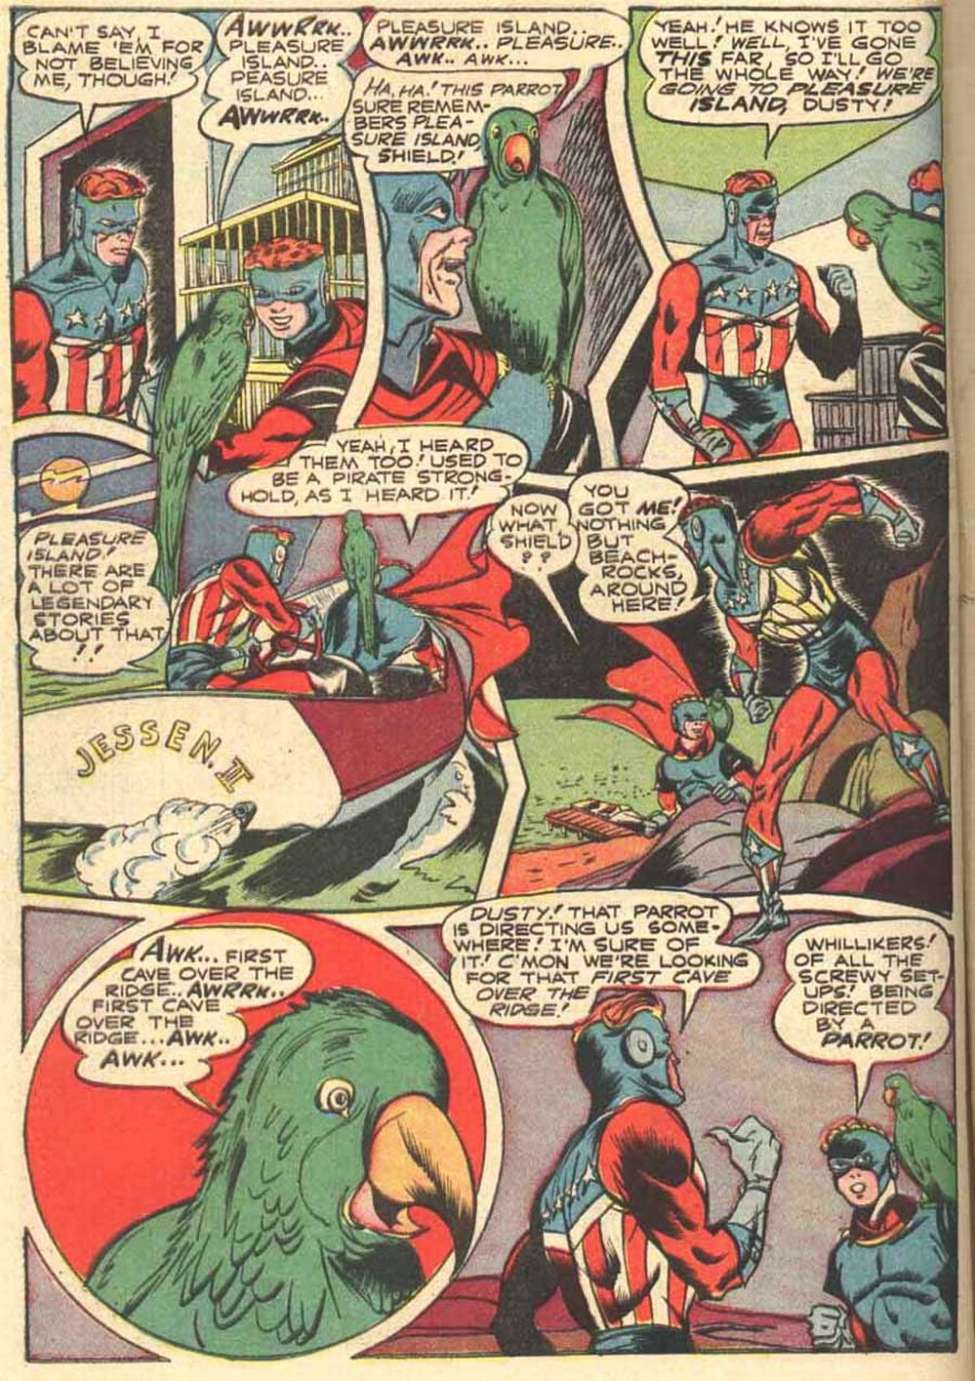 CAN'T SAY, I
BLAME 'EM FOR
NOT BELIEVING
ME, THOUGH!
AWWRRK..
PLEASURE
ISLAND..
PEASURE
ISLAND...
AWWRRK..
PLEASURE ISLAND..
AWWRRK.. PLEASURE..
AWK.. AWK...
HA, HA! THIS PARROT
SURE REMEM-
BERS PLEA-
SURE ISLAND,
SHIELD!
YEAH! HE KNOWS IT TOO
WELL! WELL, I'VE GONE
THIS FAR, SO I'LL GO
THE WHOLE WAY! WE'RE
GOING TO PLEASURE
ISLAND, DUSTY!
PLEASURE
ISLAND!
THERE ARE
A LOT OF
LEGENDARY
STORIES
ABOUT THAT
!!
YEAH, I HEARD
THEM TOO! USED TO
BE A PIRATE STRONG-
HOLD, AS I HEARD IT!
JESSEN. II
NOW
WHAT,
SHIELD
??
YOU
GOT ME!
NOTHING
BUT
BEACH-
ROCKS,
AROUND
HERE!
AWK... FIRST
CAVE OVER THE
RIDGE.. AWRRK..
FIRST CAVE
OVER THE
RIDGE... AWK..
AWK...
DUSTY! THAT PARROT
IS DIRECTING US SOME-
WHERE! I'M SURE OF
IT! C'MON WE'RE LOOKING
FOR THAT FIRST CAVE
OVER THE
RIDGE!
WHILLIKERS!
OF ALL THE
SCREWY SET-
UPS! BEING
DIRECTED
BY A
PARROT!